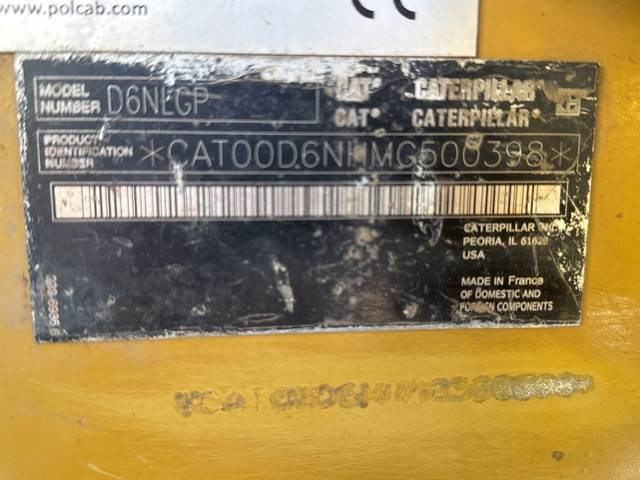 www.polcab.com
CE
MODEL NUMBER D6NLGP
CAT® CATERPILLAR
CAT® CATERPILLAR®
PRODUCT IDENTIFICATION NUMBER
CATERPILLAR INC.
PEORIA, IL 61629
USA
MADE IN France
OF DOMESTIC AND
FOREIGN COMPONENTS